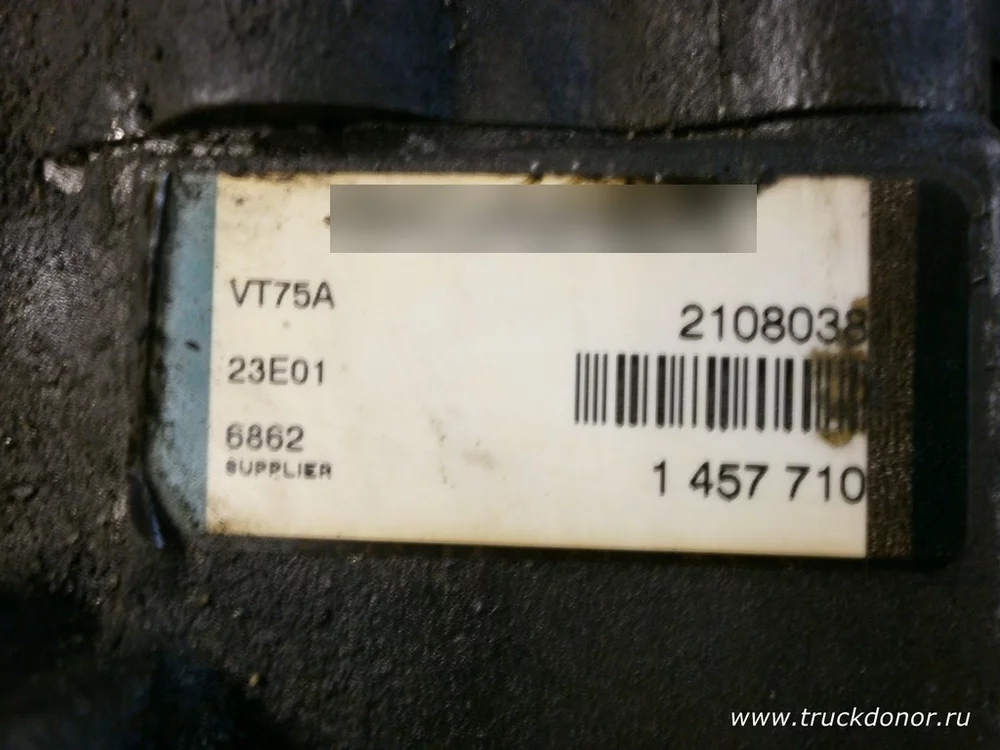 VT75A
2108038
23E01
6862
SUPPLIER
1 457 710
www.truckdonor.ru